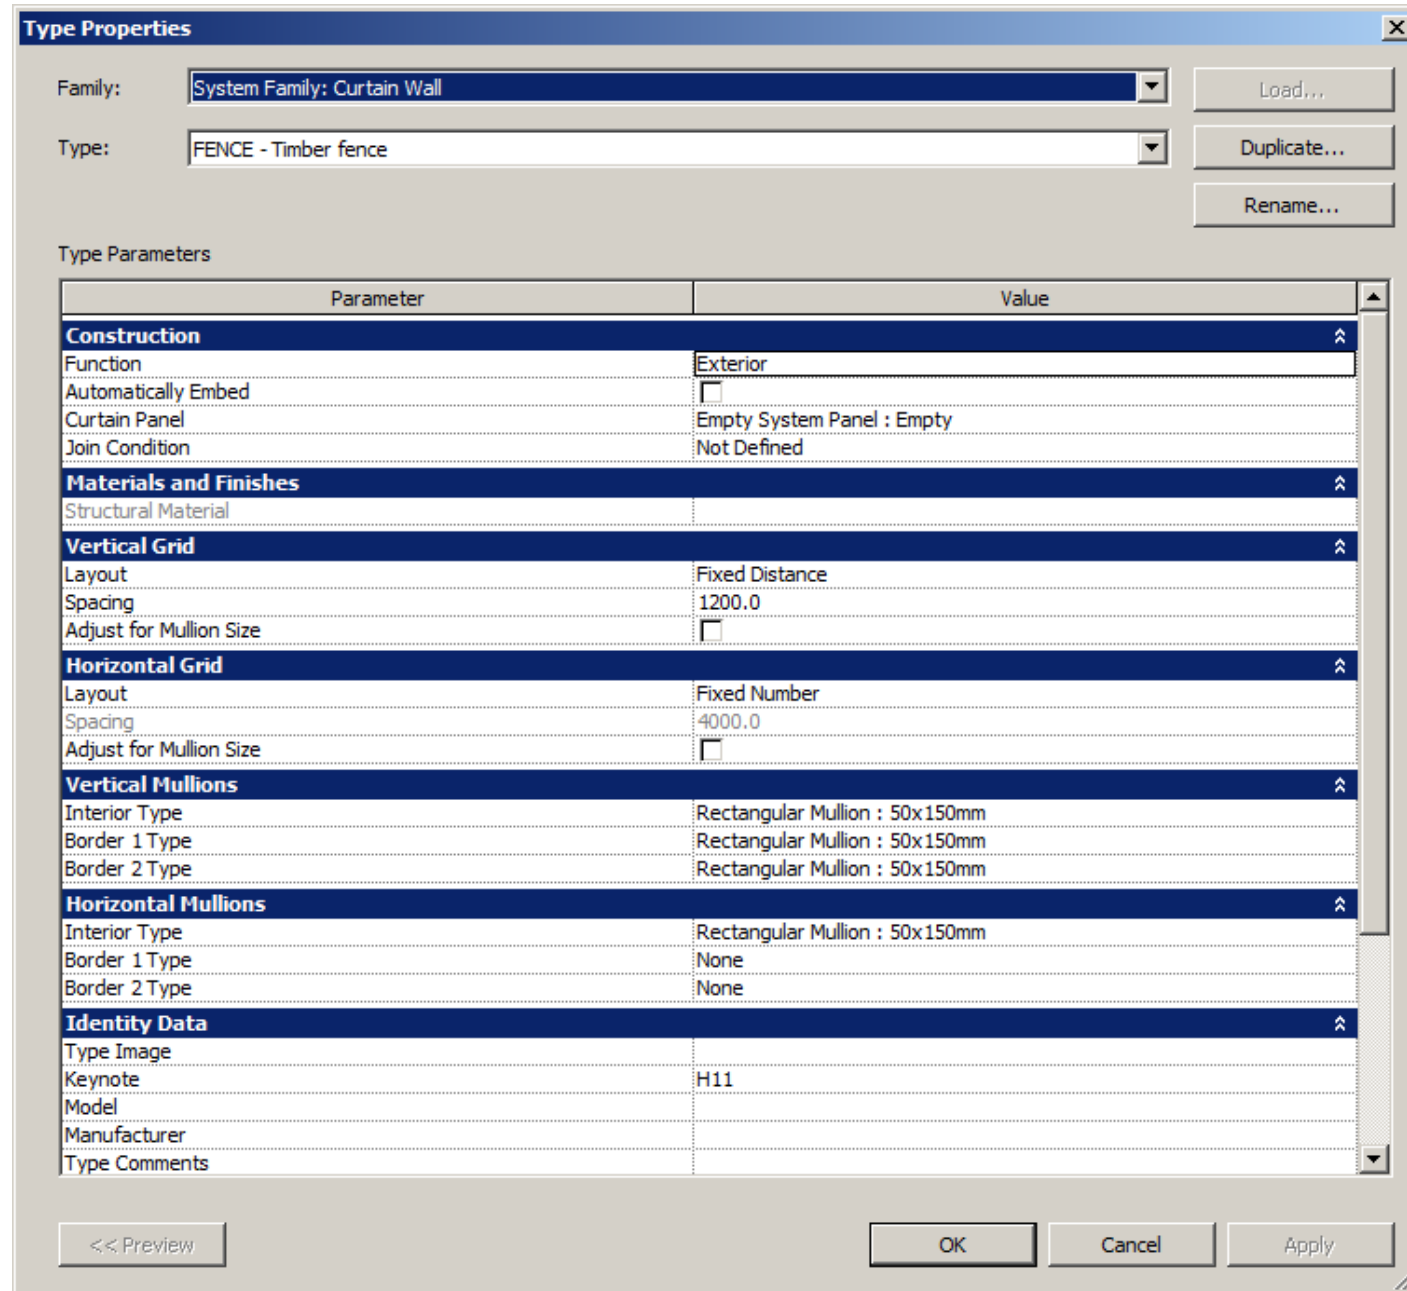 Type Properties
Family: System Family: Curtain Wall Load...
Type: FENCE - Timber fence Duplicate...
Rename...
Type Parameters
Parameter Value
Construction
Function Exterior
Automatically Embed
Curtain Panel Empty System Panel : Empty
Join Condition Not Defined
Materials and Finishes
Structural Material
Vertical Grid
Layout Fixed Distance
Spacing 1200.0
Adjust for Mullion Size
Horizontal Grid
Layout Fixed Number
Spacing 4000.0
Adjust for Mullion Size
Vertical Mullions
Interior Type Rectangular Mullion : 50x150mm
Border 1 Type Rectangular Mullion : 50x150mm
Border 2 Type Rectangular Mullion : 50x150mm
Horizontal Mullions
Interior Type Rectangular Mullion : 50x150mm
Border 1 Type None
Border 2 Type None
Identity Data
Type Image
Keynote H11
Model
Manufacturer
Type Comments
<< Preview OK Cancel Apply